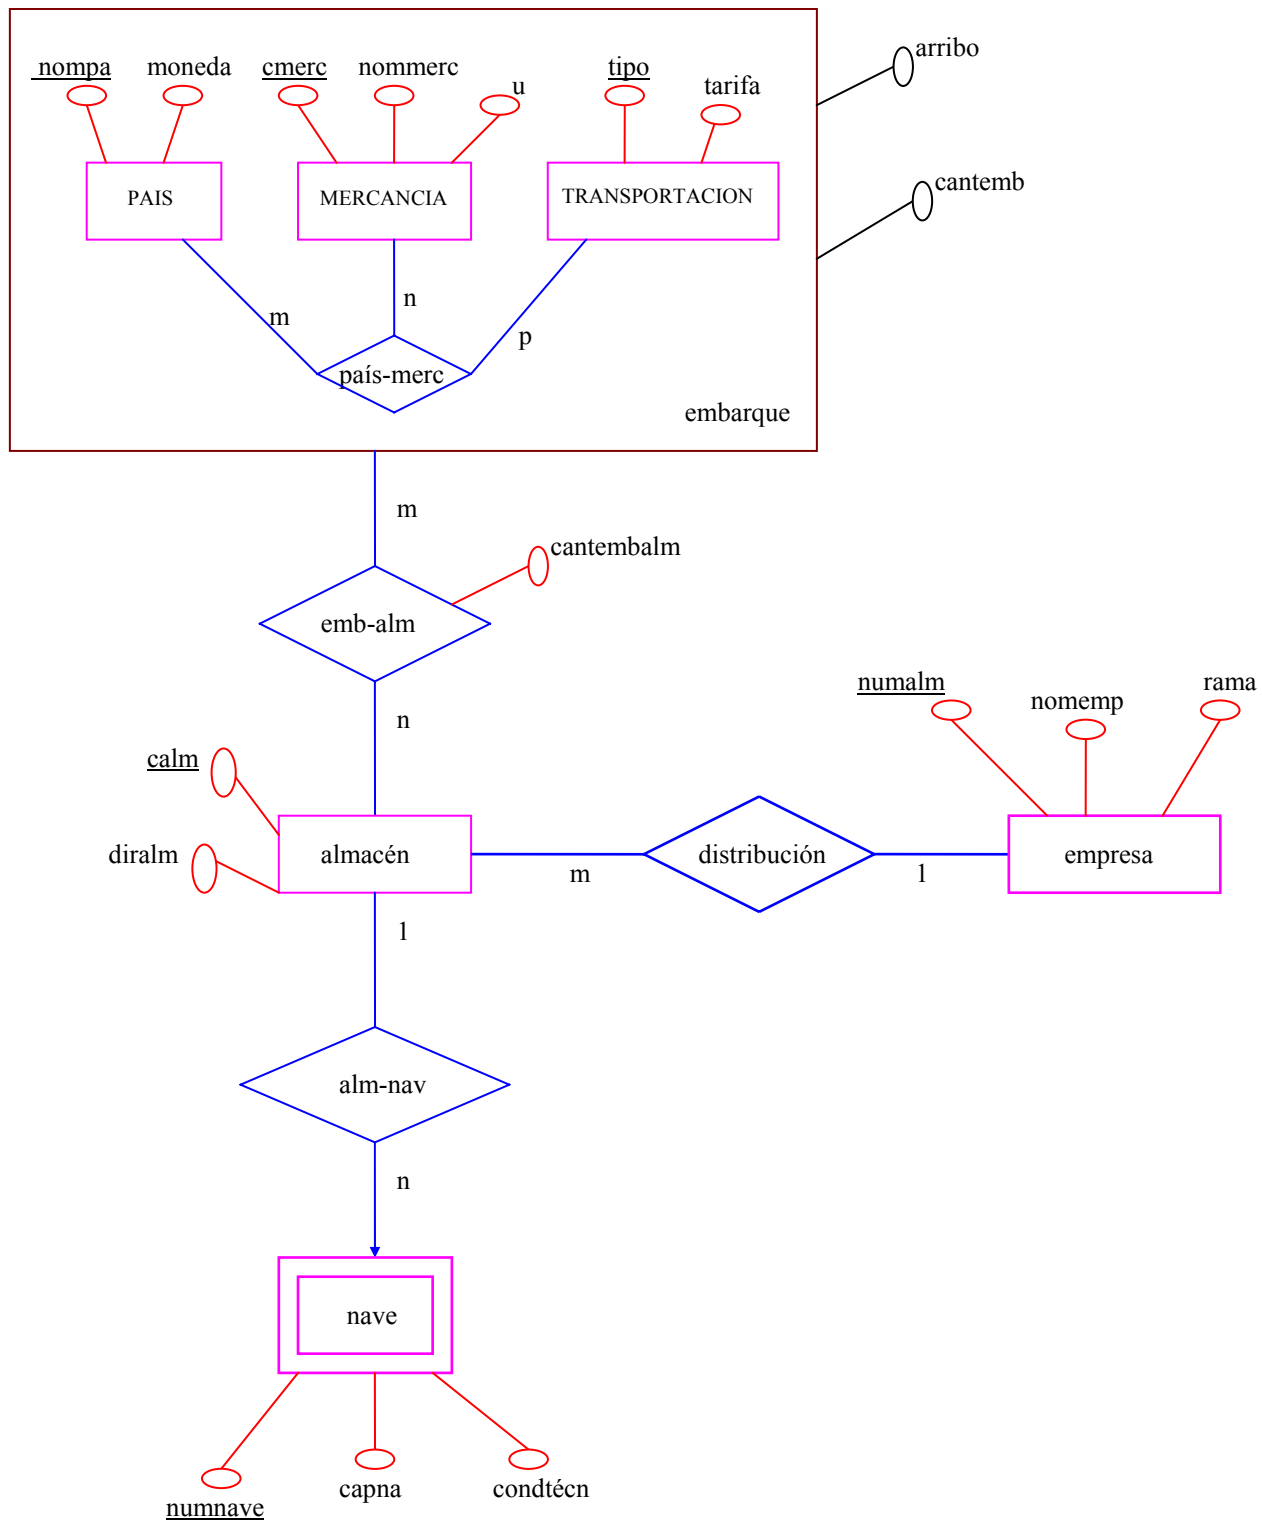 arribo
nompa moneda cmerc nommerc u tipo tarifa
cantemb
PAIS MERCANCIA TRANSPORTACION
m n p
país-merc
embarque
m
cantembalm
emb-alm
n
numalm nomemp rama
calm
diralm almacén distribución empresa
m 1
1
alm-nav
n
nave
numnave capna condtécn